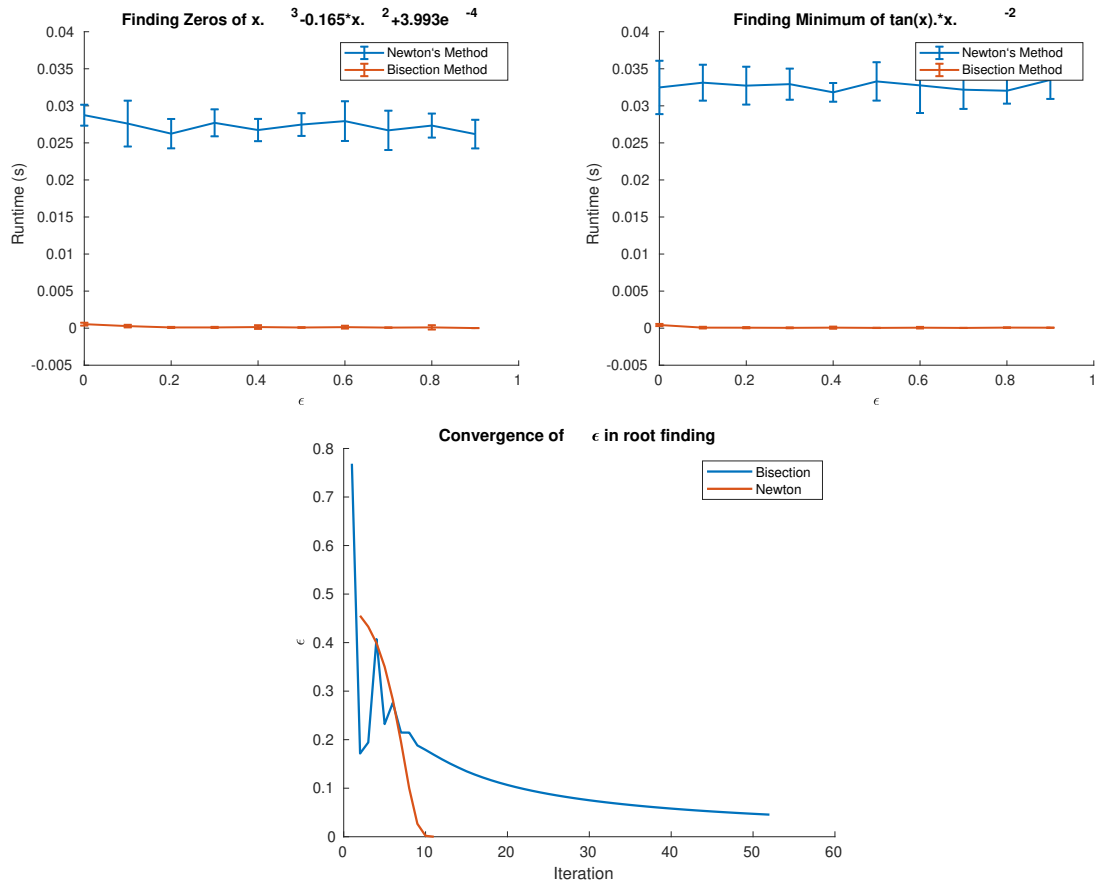 Finding Zeros of x. 3-0.165*x. 2+3.993e -4
0.04
0.035
0.03
0.025
0.02
0.015
0.01
0.005
0
-0.005
Runtime (s)
Newton's Method
Bisection Method
0 0.2 0.4 0.6 0.8 1
ϵ
Finding Minimum of tan(x).*x. -2
0.04
0.035
0.03
0.025
0.02
0.015
0.01
0.005
0
-0.005
Runtime (s)
Newton's Method
Bisection Method
0 0.2 0.4 0.6 0.8 1
ϵ
Convergence of ϵ in root finding
0.8
0.7
0.6
0.5
0.4
0.3
0.2
0.1
0
ϵ
Bisection
Newton
0 10 20 30 40 50 60
Iteration